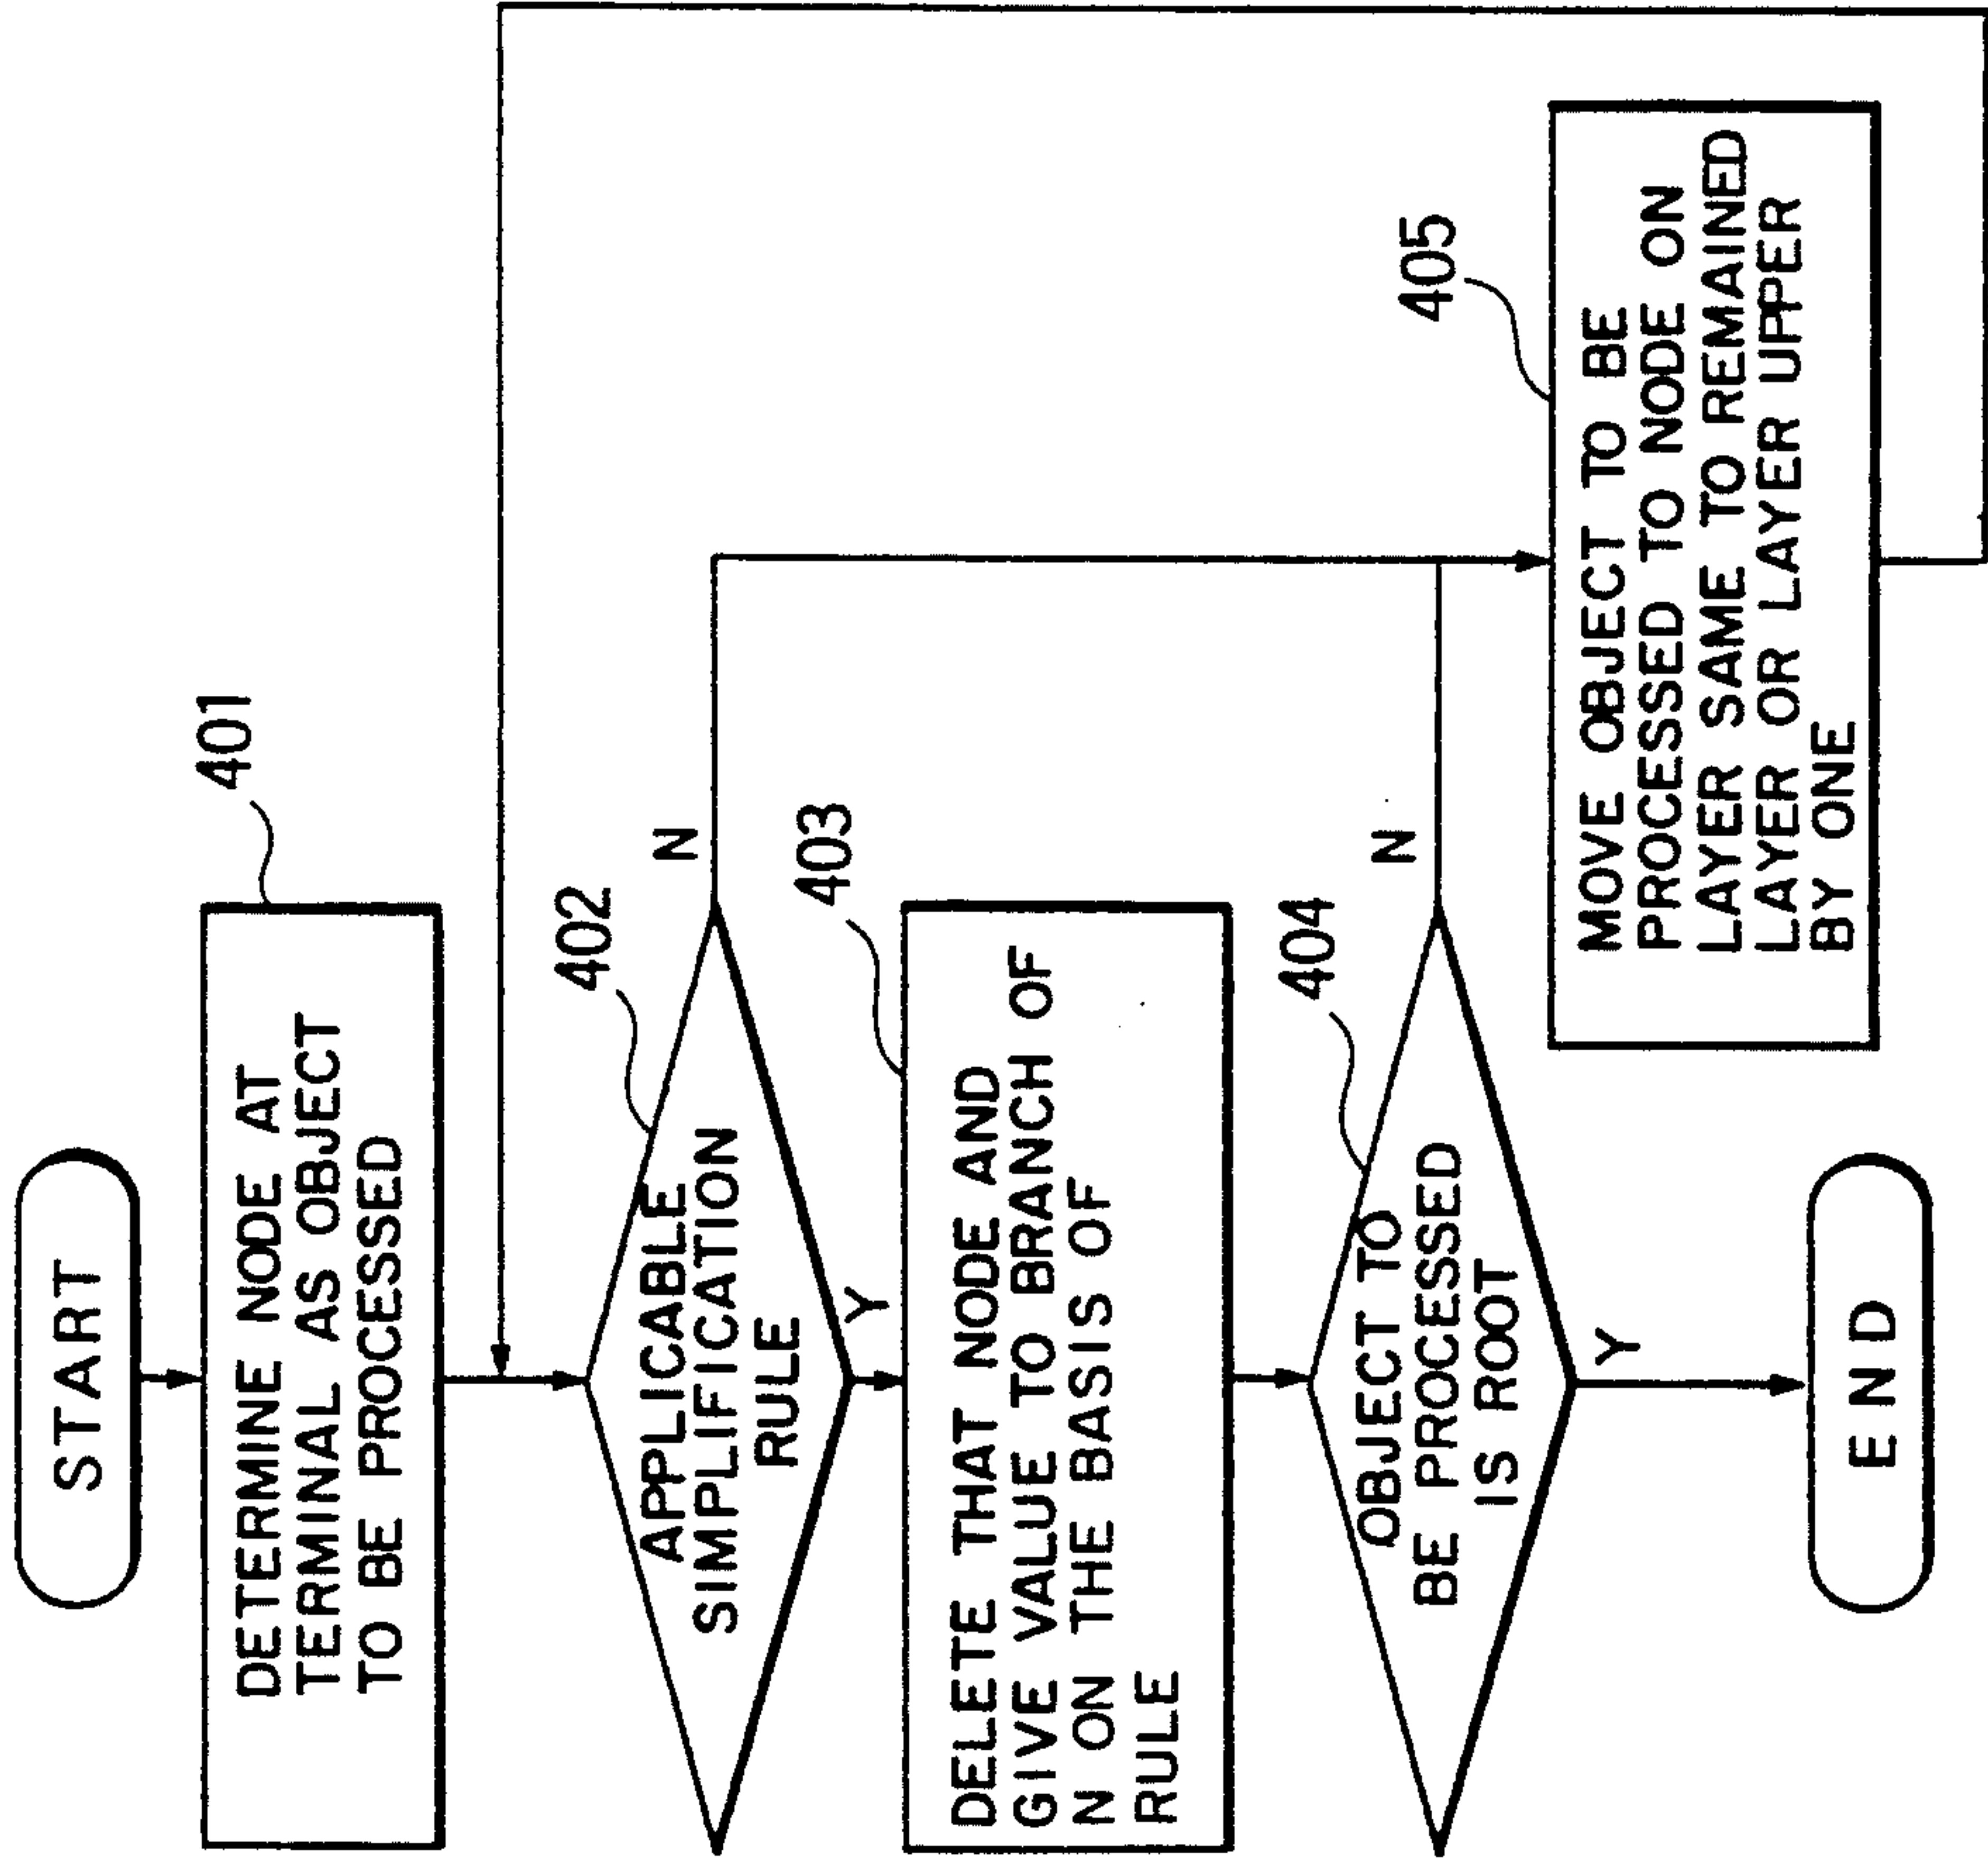 START
401
DETERMINE NODE AT
TERMINAL AS OBJECT
TO BE PROCESSED
402
APPLICABLE
SIMPLIFICATION
RULE
N
Y
403
DELETE THAT NODE AND
GIVE VALUE TO BRANCH OF
N ON THE BASIS OF
RULE
404
OBJECT TO
BE PROCESSED
IS ROOT
N
Y
405
MOVE OBJECT TO BE
PROCESSED TO NODE ON
LAYER SAME TO REMAINED
LAYER OR LAYER UPPER
BY ONE
END